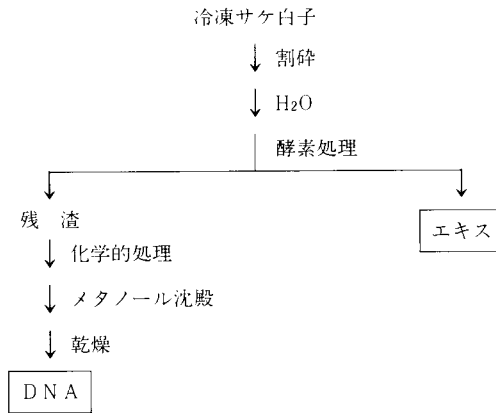 冷凍サケ白子
割砕
H₂O
酵素処理
残 渣
エキス
化学的処理
メタノール沈殿
乾燥
DNA